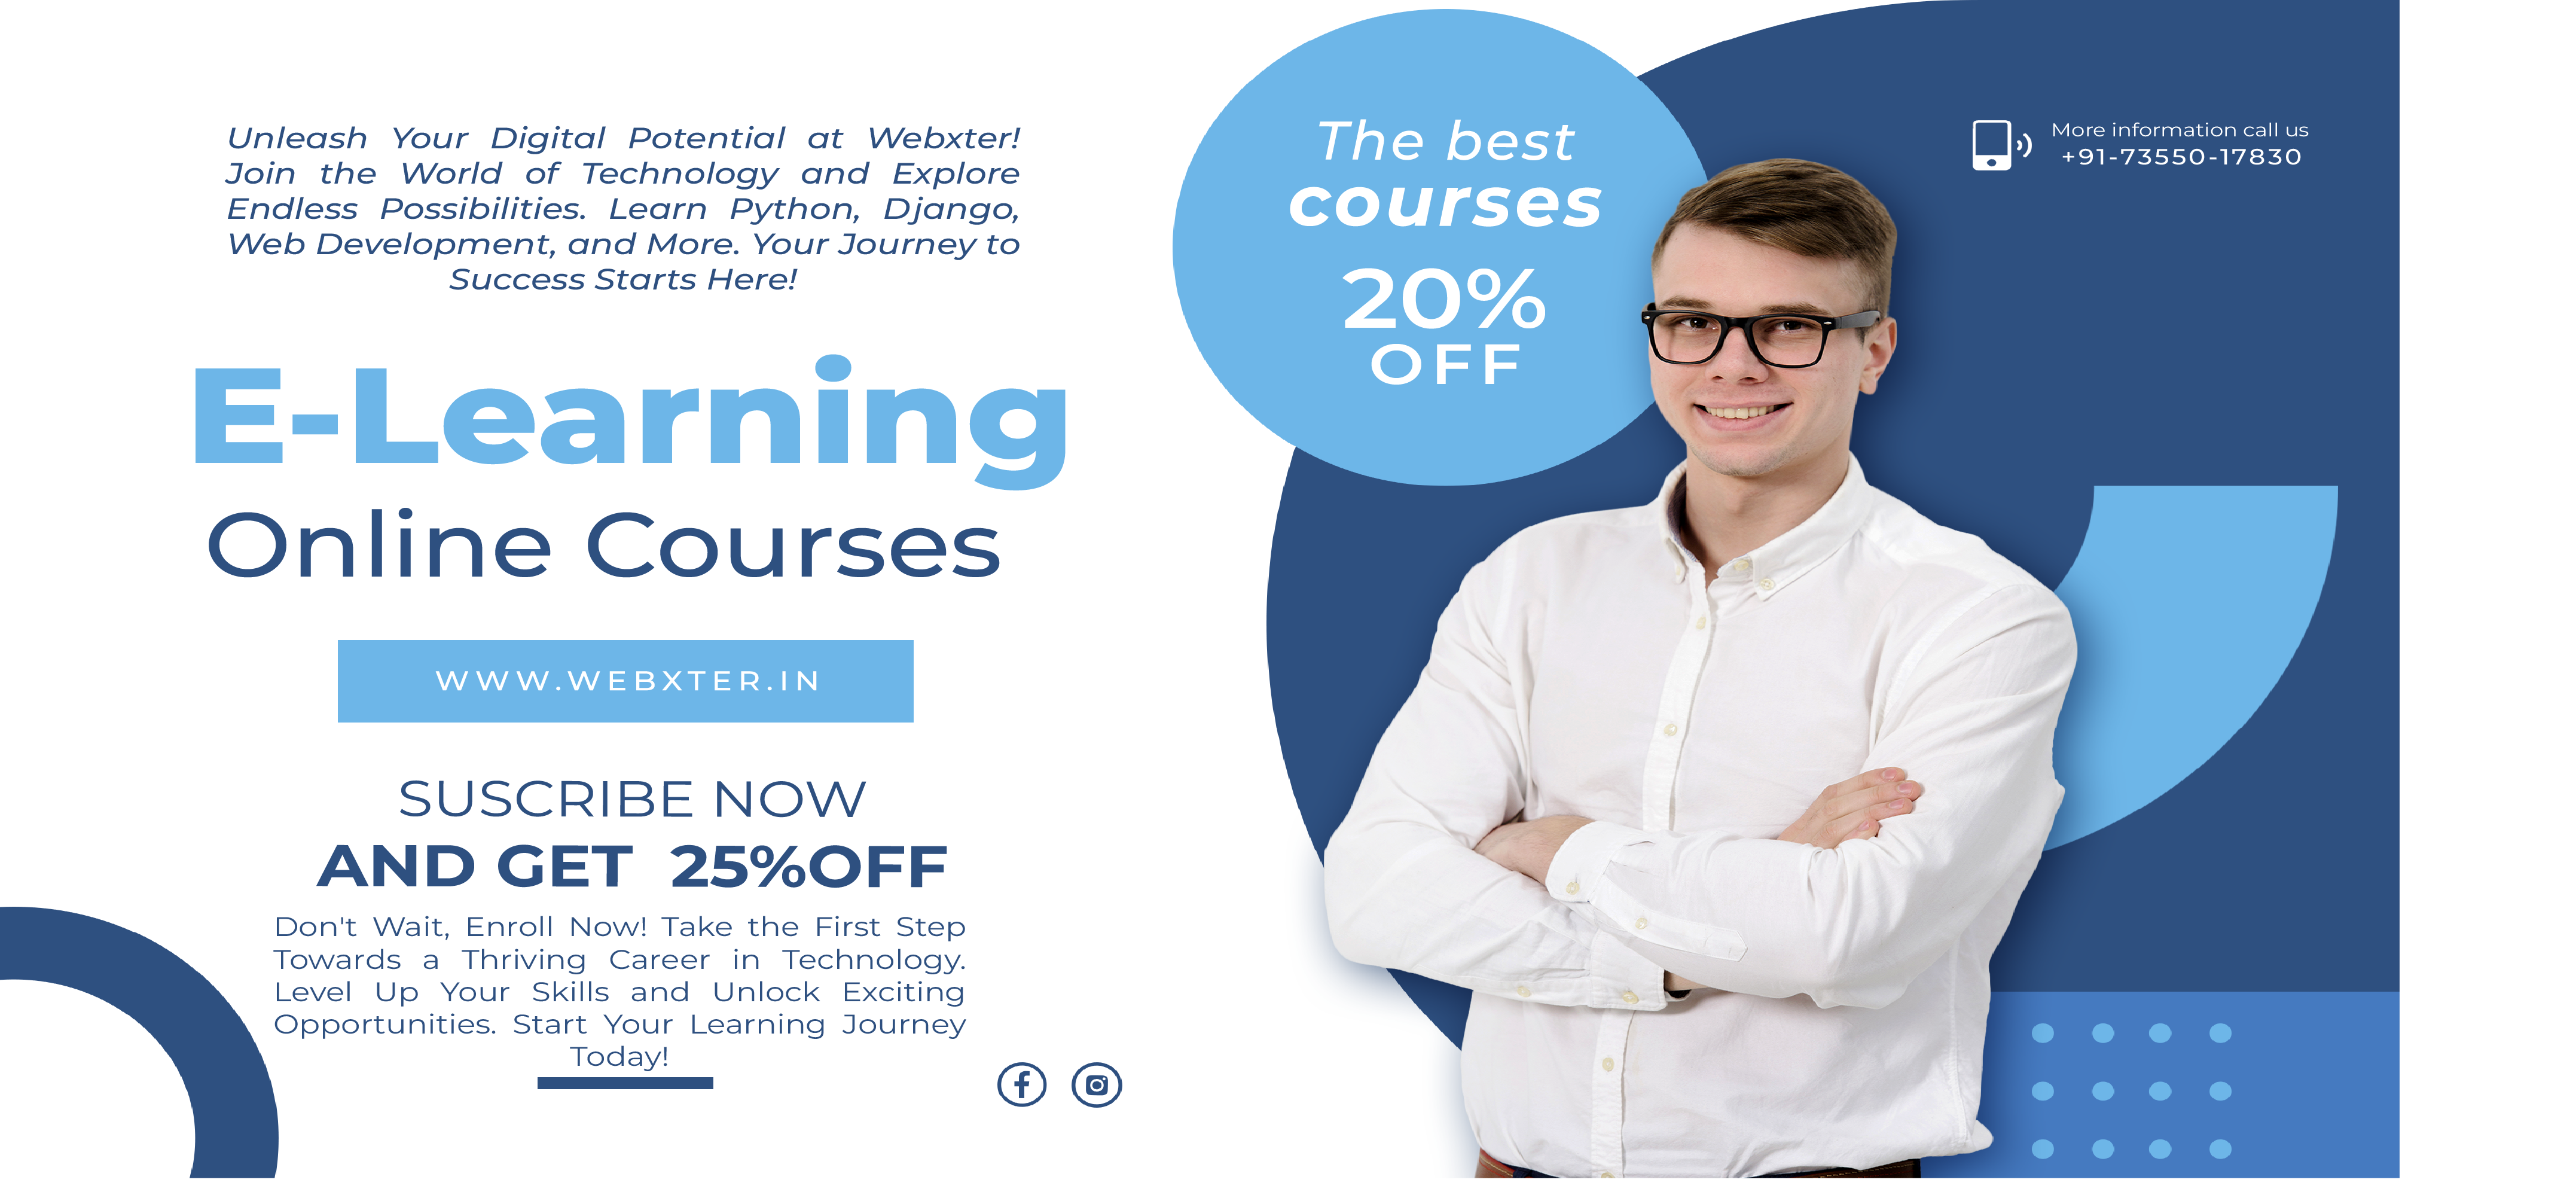 Unleash Your Digital Potential at Webxter!
Join the World of Technology and Explore
Endless Possibilities. Learn Python, Django,
Web Development, and More. Your Journey to
Success Starts Here!
E-Learning
Online Courses
WWW.WEBXTER.IN
SUSCRIBE NOW
AND GET 25%OFF
Don't Wait, Enroll Now! Take the First Step
Towards a Thriving Career in Technology.
Level Up Your Skills and Unlock Exciting
Opportunities. Start Your Learning Journey
Today!
The best
courses
20%
OFF
More information call us
+91-73550-17830